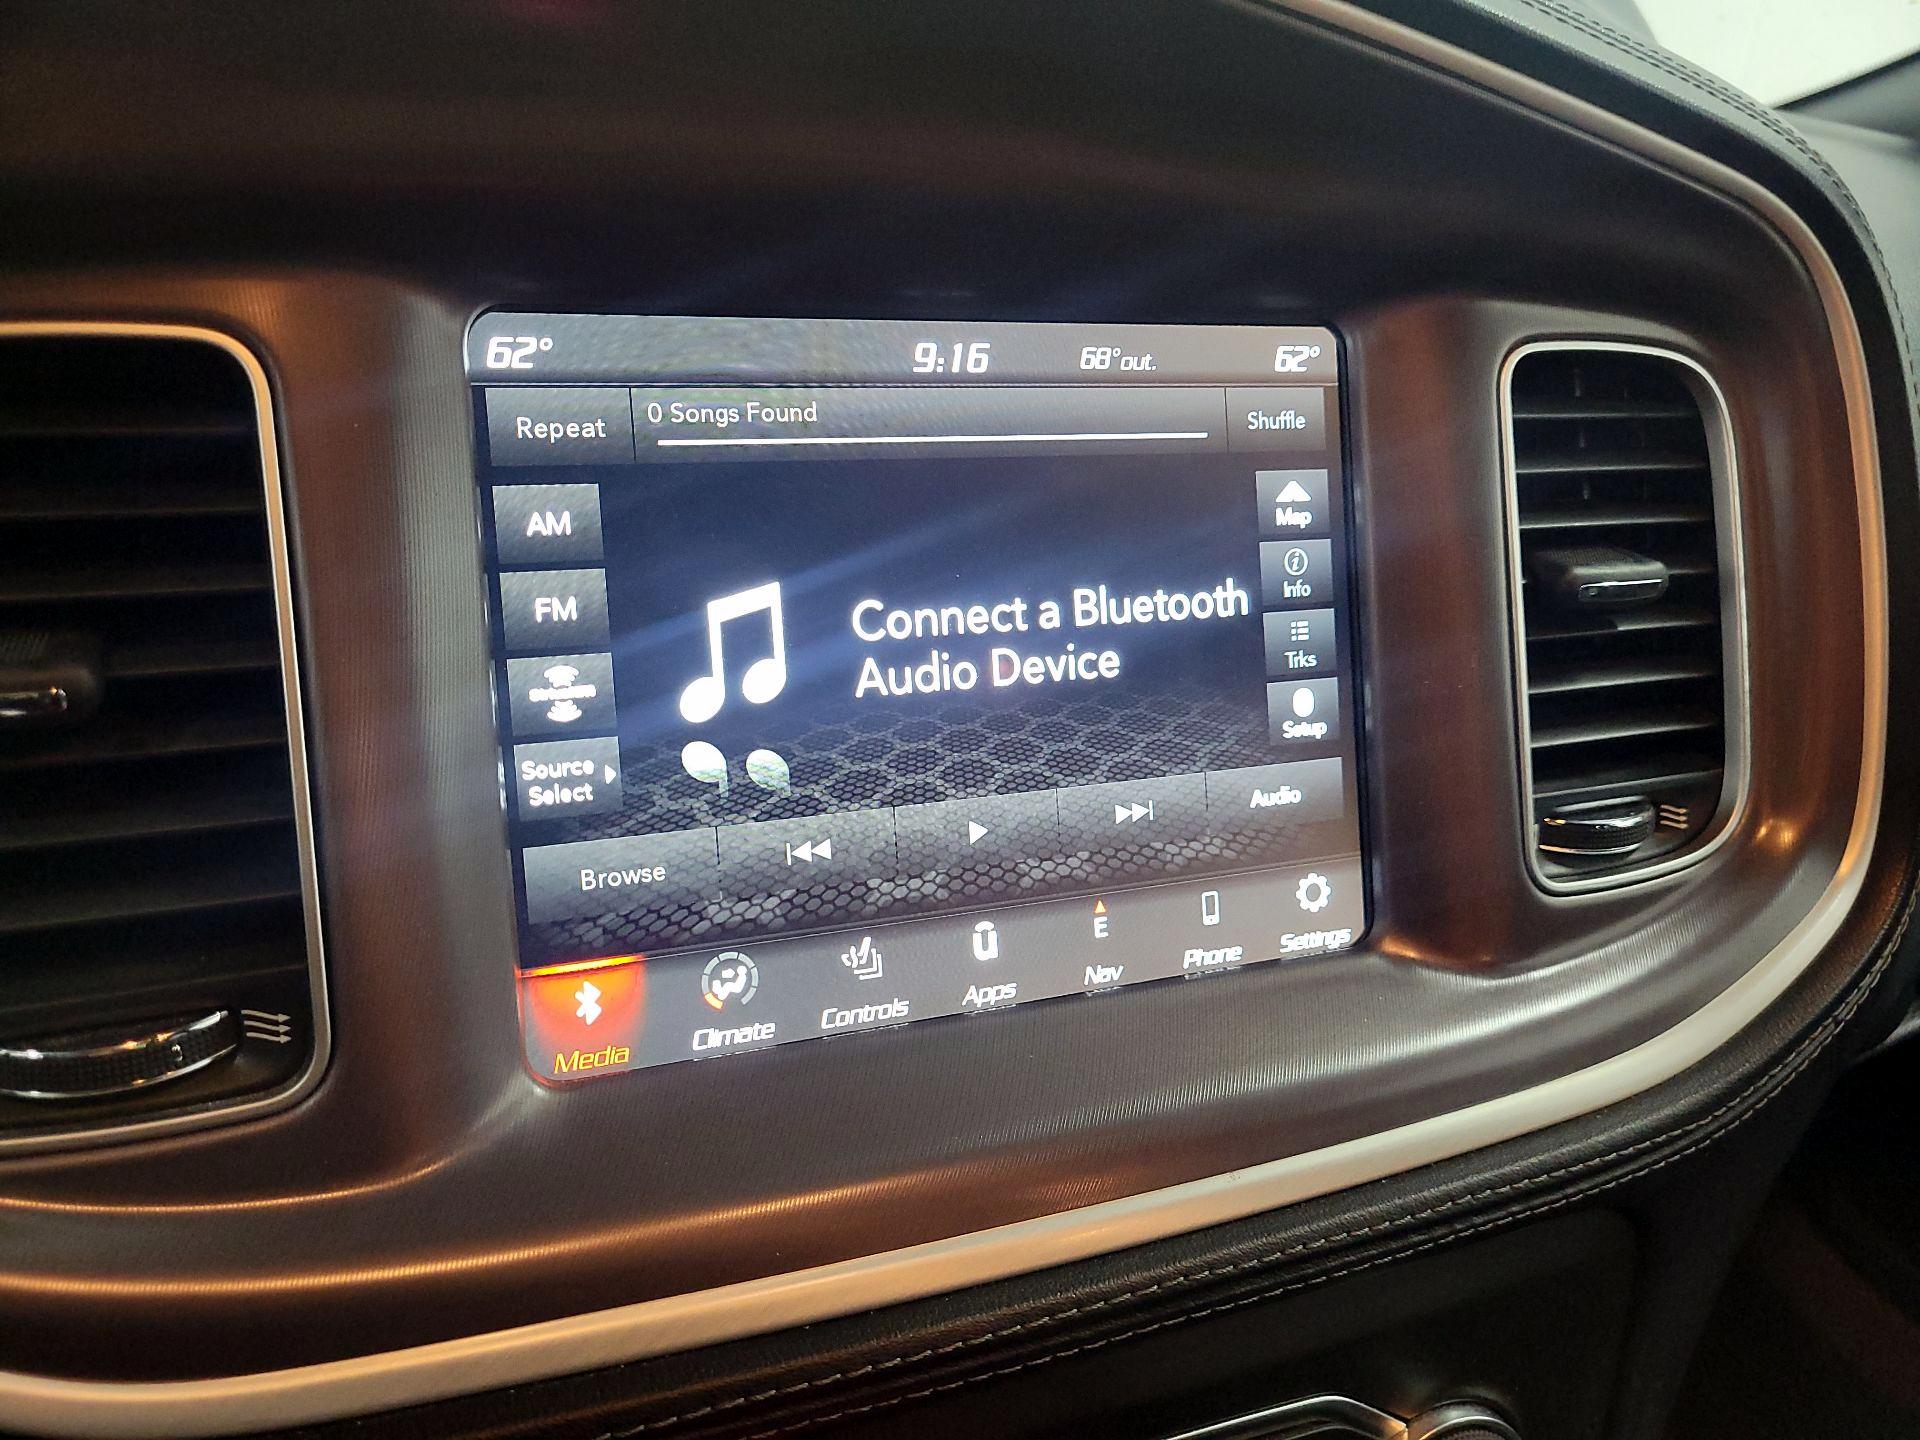 62° 9:16 68° out. 62°
Repeat 0 Songs Found Shuffle
AM
FM
Source
Select
Connect a Bluetooth
Audio Device
Map
Info
Trks
Setup
Browse Audio
Media Climate Controls Apps E Nav Phone Settings